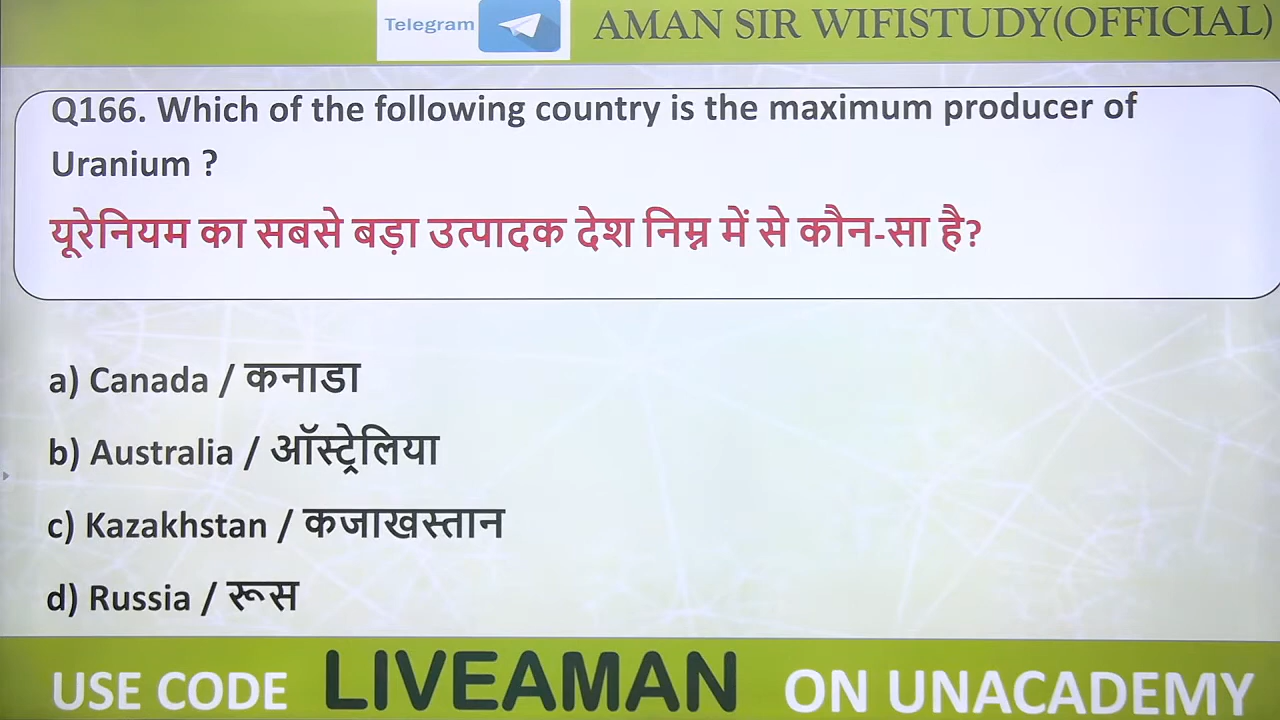 Telegram
AMAN SIR WIFISTUDY(OFFICIAL)
Q166. Which of the following country is the maximum producer of
Uranium ?
यूरेनियम का सबसे बड़ा उत्पादक देश निम्न में से कौन-सा है?
a) Canada / कनाडा
b) Australia / ऑस्ट्रेलिया
c) Kazakhstan / कजाखस्तान
d) Russia / रूस
USE CODE LIVEAMAN ON UNACADEMY